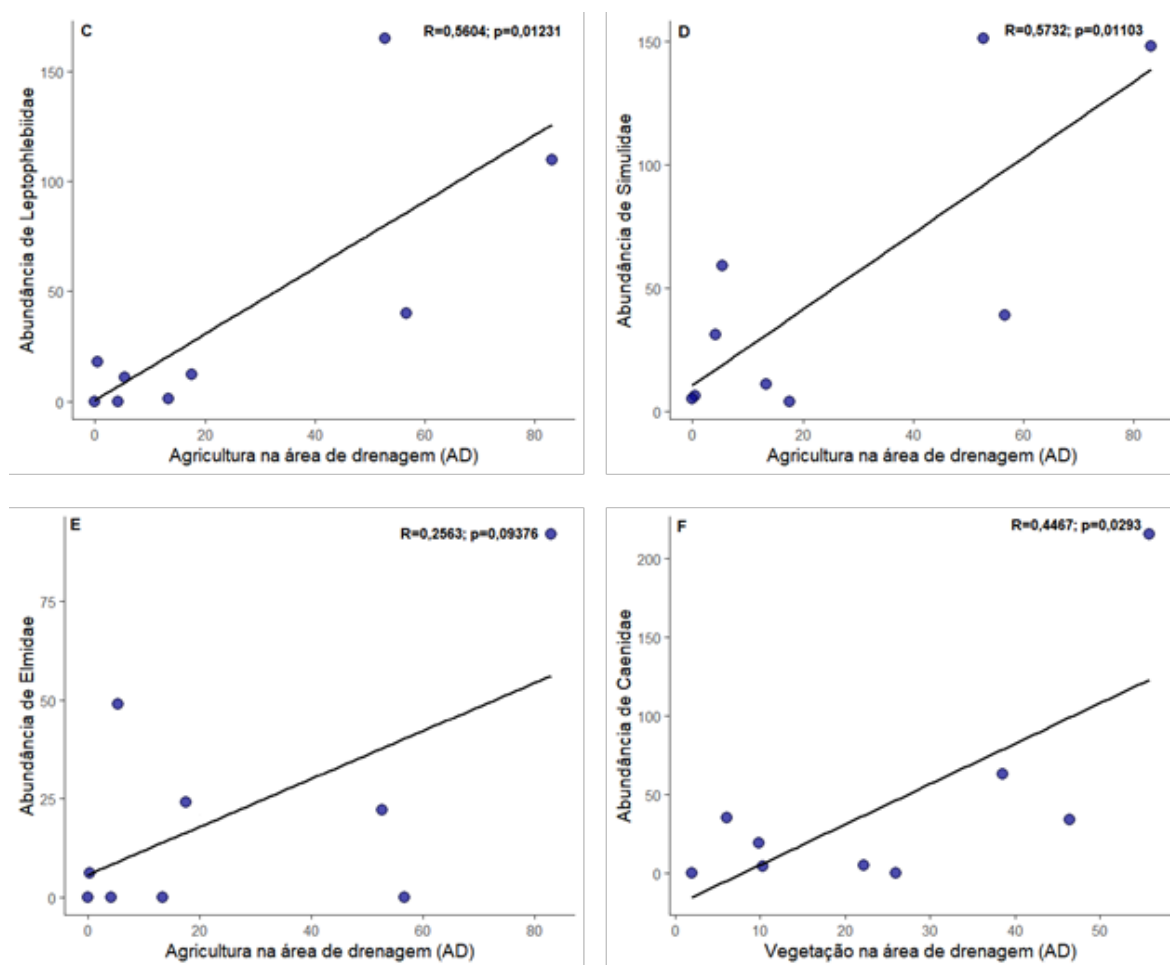 C
R=0,5604; p=0,01231
Abundância de Leptophlebiidae
150
100
50
0
0 20 40 60 80
Agricultura na área de drenagem (AD)
D
R=0,5732; p=0,01103
Abundância de Simulidae
150
100
50
0
0 20 40 60 80
Agricultura na área de drenagem (AD)
E
R=0,2563; p=0,09376
Abundância de Elmidae
75
50
25
0
0 20 40 60 80
Agricultura na área de drenagem (AD)
F
R=0,4467; p=0,0293
Abundância de Caenidae
200
150
100
50
0
0 10 20 30 40 50
Vegetação na área de drenagem (AD)